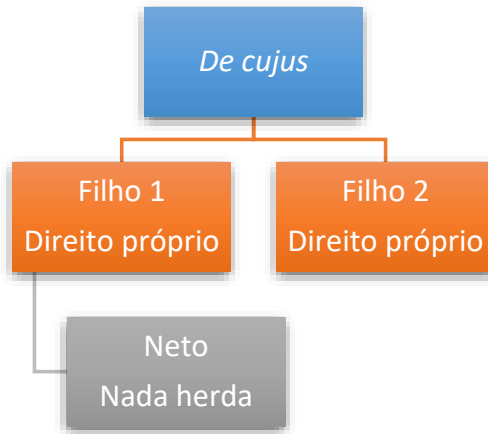 De cujus
Filho 1
Direito próprio
Filho 2
Direito próprio
Neto
Nada herda